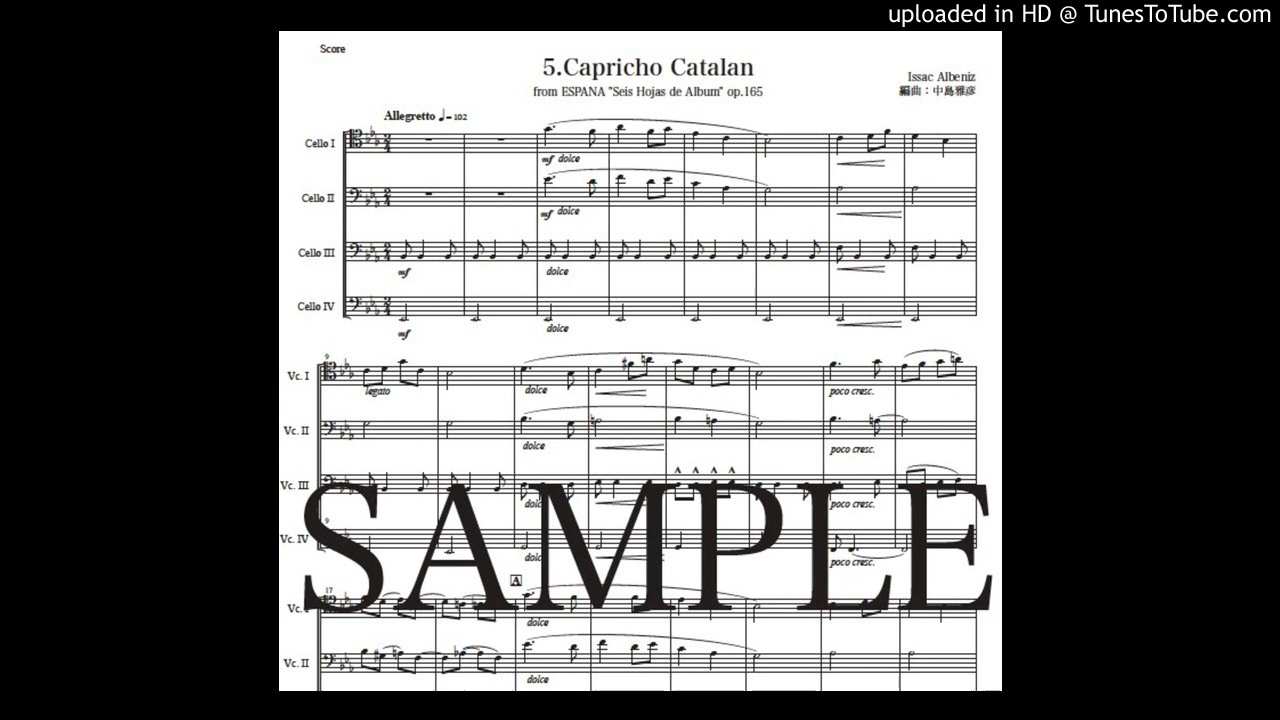 uploaded in HD @ TunesToTube.com
Score
5.Capricho Catalan
from ESPANA "Seis Hojas de Album" op.165
Issac Albeniz
編曲：中島雅彦
Allegretto ♩= 102
Cello I
mf dolce
Cello II
mf dolce
Cello III
mf dolce
Cello IV
mf dolce
9
Vc. I
legato dolce poco cresc.
Vc. II
dolce poco cresc.
Vc. III
dolce poco cresc.
9
Vc. IV
dolce poco cresc.
SAMPLE
17
A
Vc. I
dolce
Vc. II
dolce